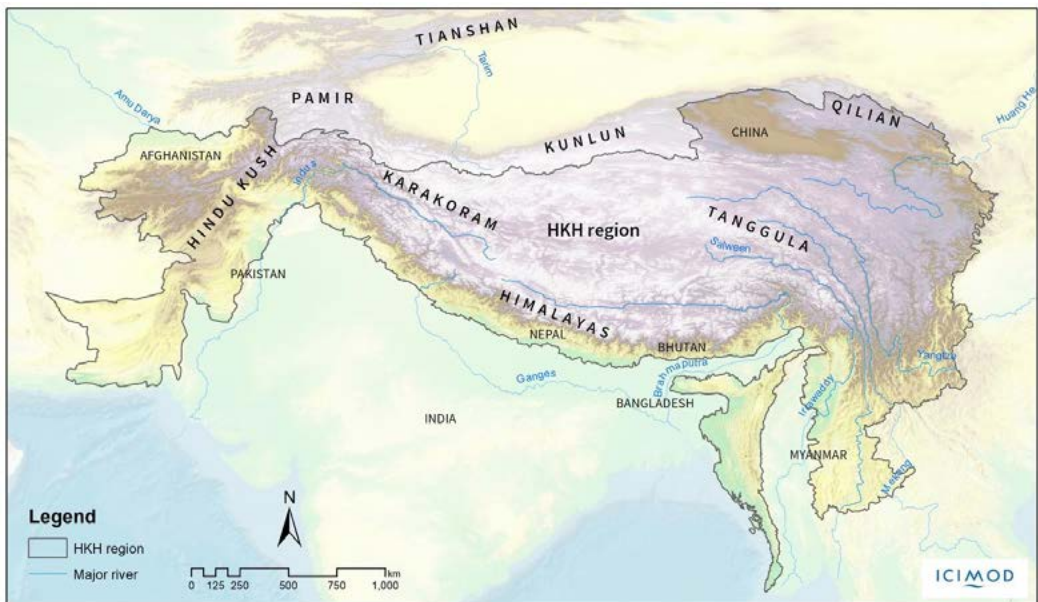 TIANSHAN
Tarim
Amu Darya
PAMIR
QILIAN
Huang He
KUNLUN
CHINA
AFGHANISTAN
HINDU KUSH
Indus
KARAKORAM
HKH region
TANGGULA
Salween
PAKISTAN
HIMALAYAS
NEPAL
BHUTAN
Yangtze
Brahmaputra
Ganges
BANGLADESH
Irrawaddy
INDIA
MYANMAR
Mekong
Legend
HKH region
Major river
N
0 125 250 500 750 1,000 km
ICIMOD